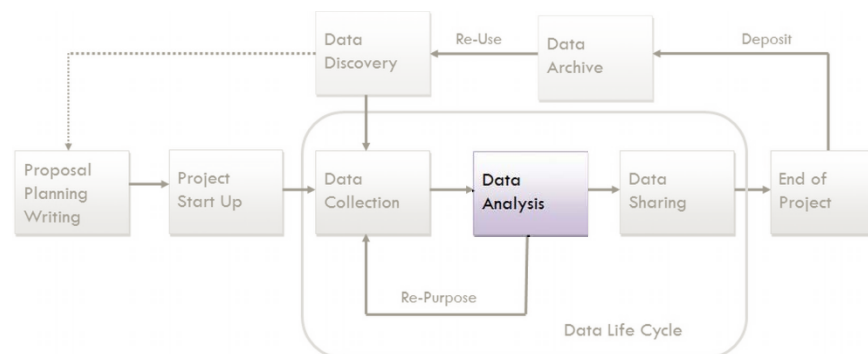 Data
Discovery
Re-Use
Data
Archive
Deposit
Proposal
Planning
Writing
Project
Start Up
Data
Collection
Data
Analysis
Data
Sharing
End of
Project
Re-Purpose
Data Life Cycle